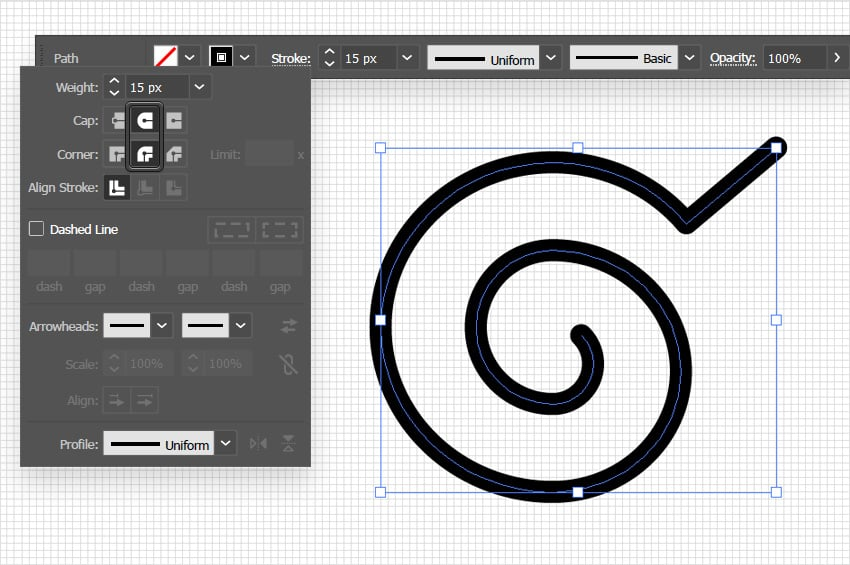 Path Stroke: 15 px Uniform Basic Opacity: 100%
Weight: 15 px
Cap:
Corner: Limit: x
Align Stroke:
Dashed Line
dash gap dash gap dash gap
Arrowheads:
Scale: 100% 100%
Align:
Profile: Uniform